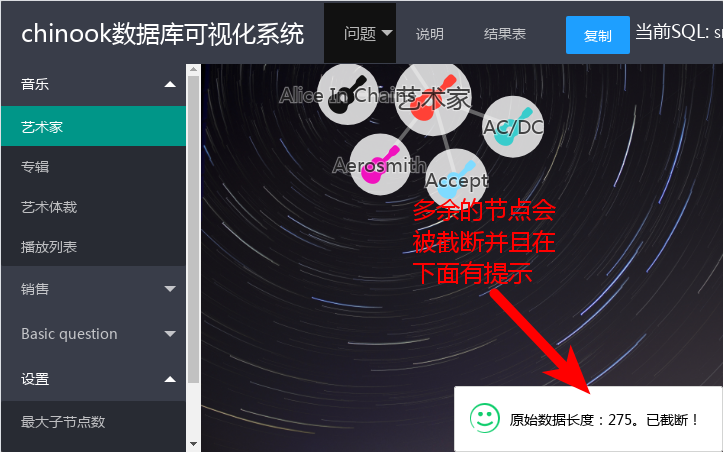 chinook数据库可视化系统
问题
说明
结果表
复制
当前SQL:
音乐
艺术家
专辑
艺术体裁
播放列表
销售
Basic question
设置
最大子节点数
Alice In Chains
艺术家
AC/DC
Aerosmith
Accept
多余的节点会
被截断并且在
下面有提示
原始数据长度：275。已截断！